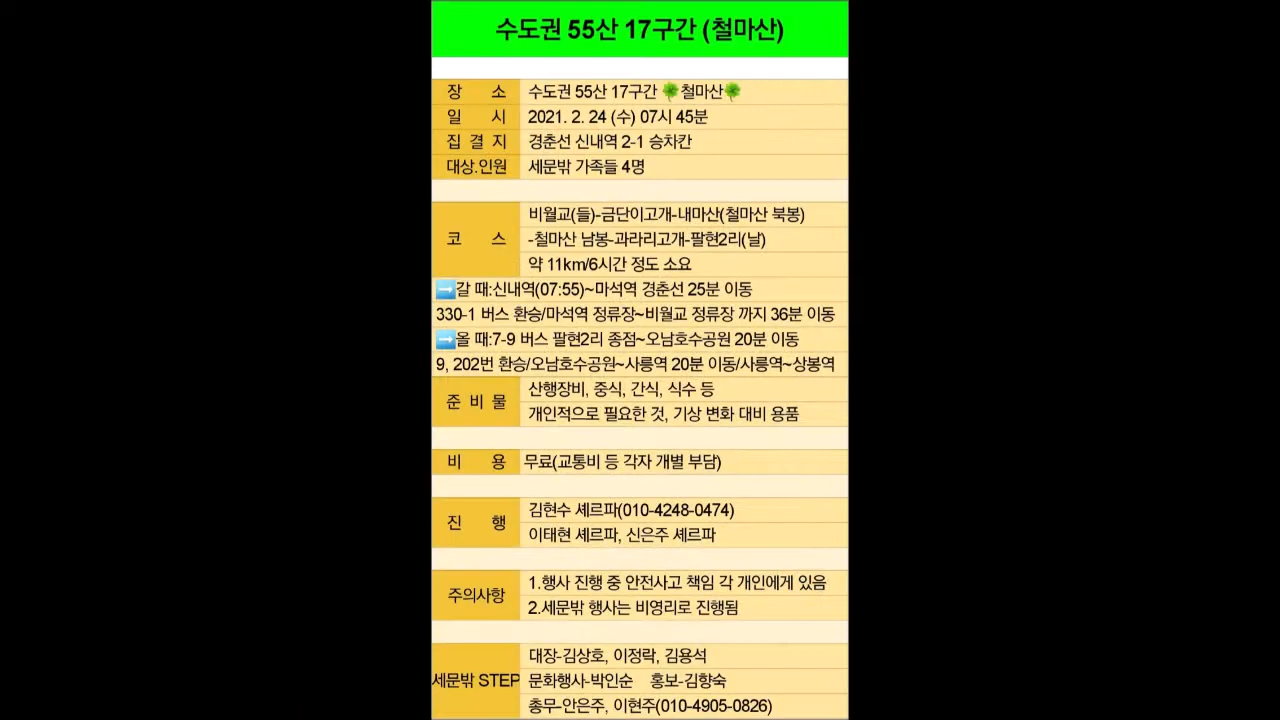 수도권 55산 17구간 (철마산)
장 소 수도권 55산 17구간 🍀철마산🍀
일 시 2021. 2. 24 (수) 07시 45분
집 결 지 경춘선 신내역 2-1 승차칸
대상.인원 세문밖 가족들 4명
비월교(들)-금단이고개-내마산(철마산 북봉)
코 스 -철마산 남봉-과라리고개-팔현2리(날)
약 11km/6시간 정도 소요
➡️갈 때:신내역(07:55)~마석역 경춘선 25분 이동
330-1 버스 환승/마석역 정류장~비월교 정류장 까지 36분 이동
➡️올 때:7-9 버스 팔현2리 종점~오남호수공원 20분 이동
9, 202번 환승/오남호수공원~사릉역 20분 이동/사릉역~상봉역
준 비 물 산행장비, 중식, 간식, 식수 등
개인적으로 필요한 것, 기상 변화 대비 용품
비 용 무료(교통비 등 각자 개별 부담)
진 행 김현수 셰르파(010-4248-0474)
이태현 셰르파, 신은주 셰르파
주의사항 1.행사 진행 중 안전사고 책임 각 개인에게 있음
2.세문밖 행사는 비영리로 진행됨
대장-김상호, 이정락, 김용석
세문밖 STEP 문화행사-박인순 홍보-김향숙
총무-안은주, 이현주(010-4905-0826)